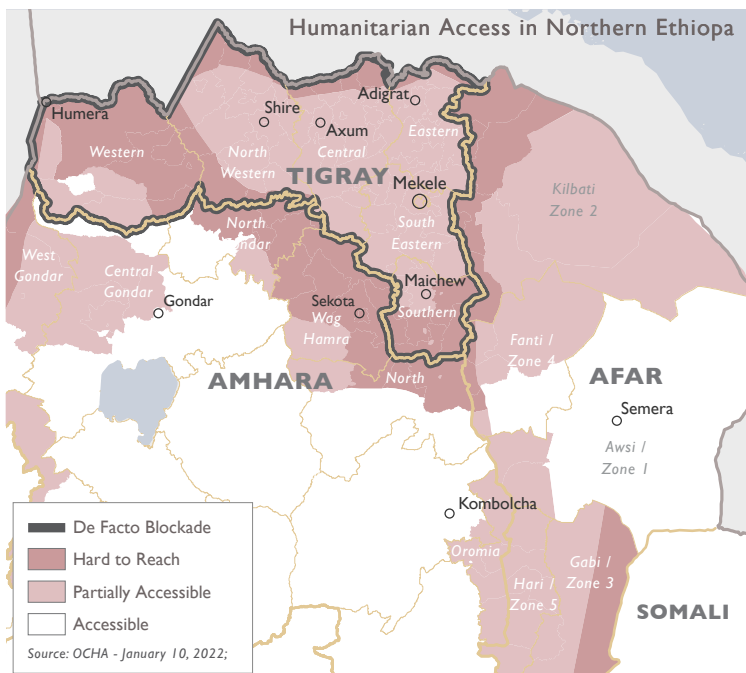 Humanitarian Access in Northern Ethiopa
Humera
Shire
Axum
Adigrat
Eastern
Western
North
Western
Central
TIGRAY
Mekele
Kilbati
Zone 2
South
Eastern
North
West
Gondar
Central
Gondar
Gondar
Maichew
Southern
Sekota
Wag
Hamra
Fanti /
Zone 4
North
AMHARA
AFAR
Semera
Awsi /
Zone 1
Kombolcha
Oromia
Hari /
Zone 5
Gabi /
Zone 3
SOMALI
De Facto Blockade
Hard to Reach
Partially Accessible
Accessible
Source: OCHA - January 10, 2022;